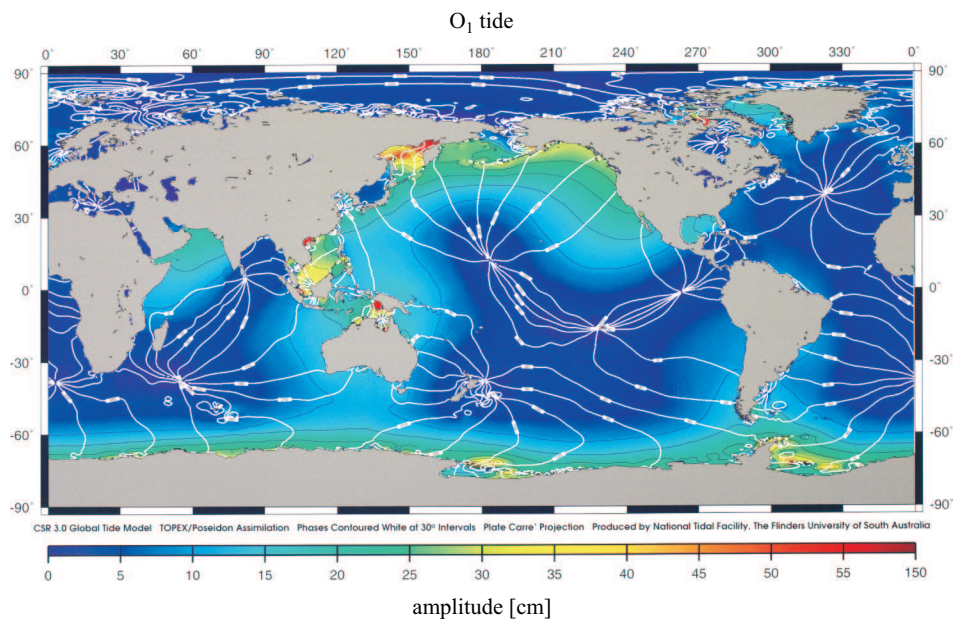 O₁ tide
0° 30° 60° 90° 120° 150° 180° 210° 240° 270° 300° 330° 0°
90° 90°
60° 60°
30° 30°
0° 0°
-30° -30°
-60° -60°
-90° -90°
CSR 3.0 Global Tide Model TOPEX/Poseidon Assimilation Phases Contoured White at 30° Intervals Plate Carre' Projection Produced by National Tidal Facility, The Flinders University of South Australia
0 5 10 15 20 25 30 35 40 45 50 55 150
amplitude [cm]